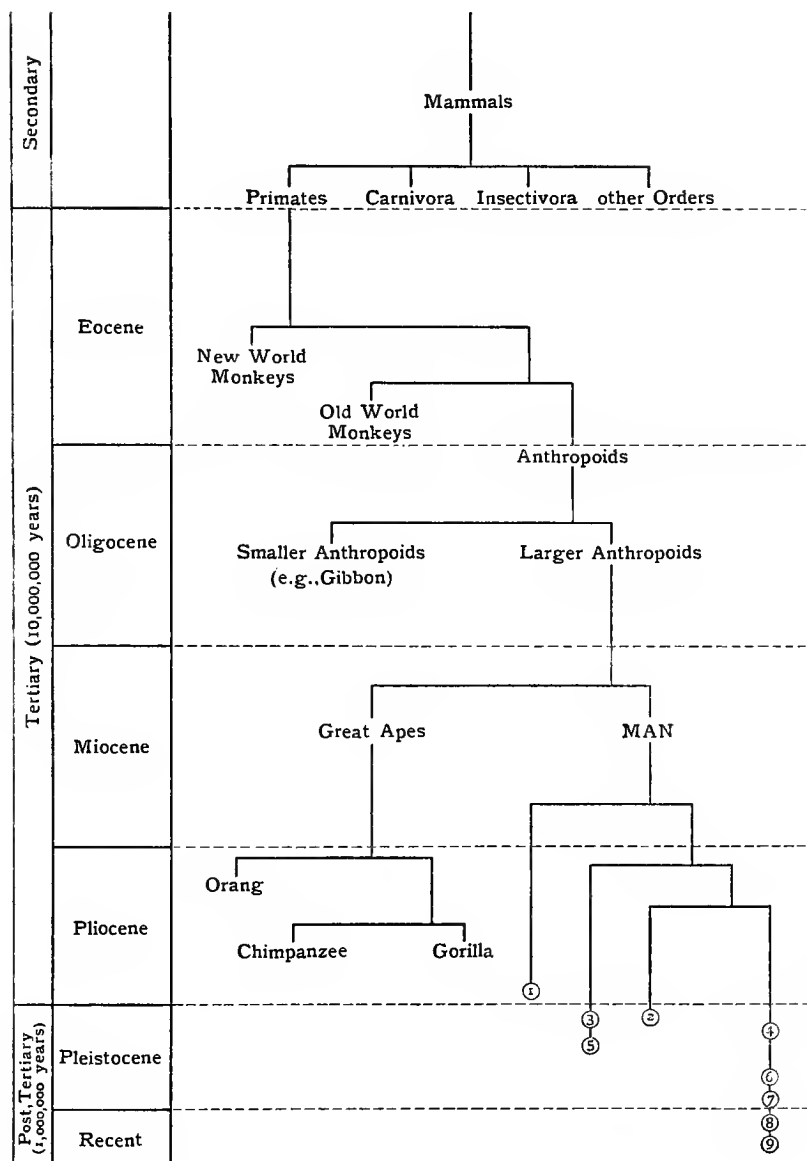 Secondary
Mammals
Primates Carnivora Insectivora other Orders
Tertiary (10,000,000 years)
Eocene
New World
Monkeys
Old World
Monkeys
Anthropoids
Oligocene
Smaller Anthropoids
(e.g., Gibbon)
Larger Anthropoids
Miocene
Great Apes
MAN
Pliocene
Orang
Chimpanzee
Gorilla
1
Post, Tertiary
(1,000,000 years)
Pleistocene
3
2
4
5
6
7
Recent
8
9